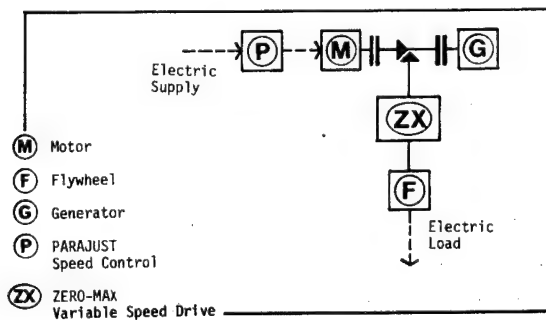 P
M
G
Electric
Supply
ZX
M Motor
F Flywheel
F
G Generator
Electric
Load
P PARAJUST
Speed Control
ZX ZERO-MAX
Variable Speed Drive